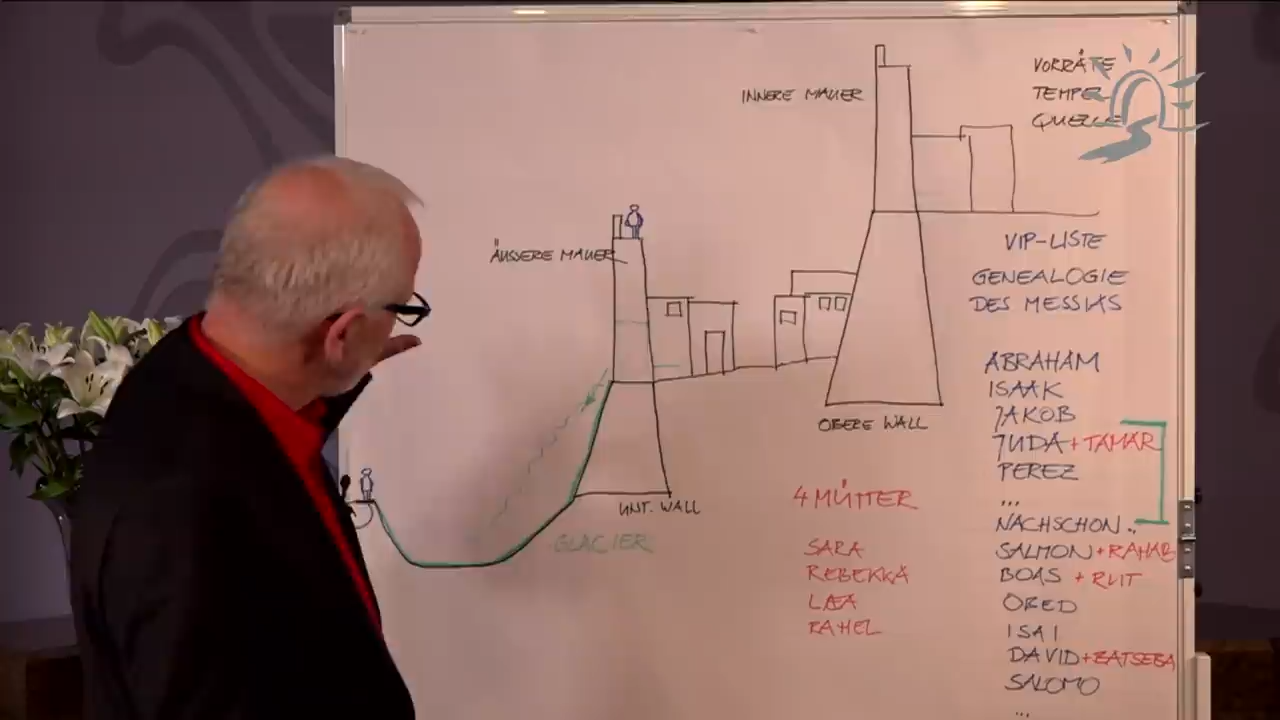 VORRÄTE
TEMPEL
QUELLE
INNERE MAUER
ÄUSSERE MAUER
VIP-LISTE
GENEALOGIE
DES MESSIAS
ABRAHAM
ISAAK
JAKOB
JUDA + TAMAR
PEREZ
...
NACHSCHON
SALMON + RAHAB
BOAS + RUT
OBED
ISAI
DAVID + BATSEBA
SALOMO
...
OBERE WALL
UNT. WALL
GLACIER
4 MÜTTER
SARA
REBEKKA
LEA
RAHEL